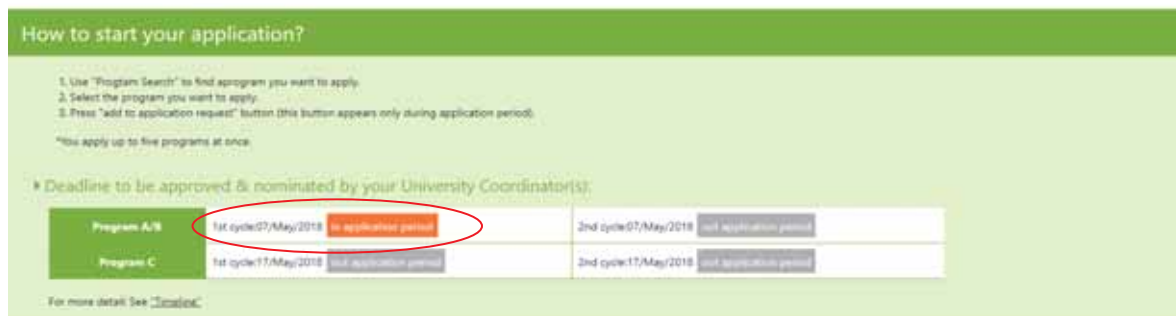 How to start your application?
1. Use "Progtam Search" to find aprogram you want to apply.
2. Select the program you want to apply.
3. Press "add to application request" button (this button appears only during application period).
*You apply up to five programs at once.
Deadline to be approved & nominated by your University Coordinator(s):
Program A/B 1st cycle:07/May/2018 in application period 2nd cycle:07/May/2018 not application period
Program C 1st cycle:17/May/2018 not application period 2nd cycle:17/May/2018 not application period
For more detail: See "Timeline"